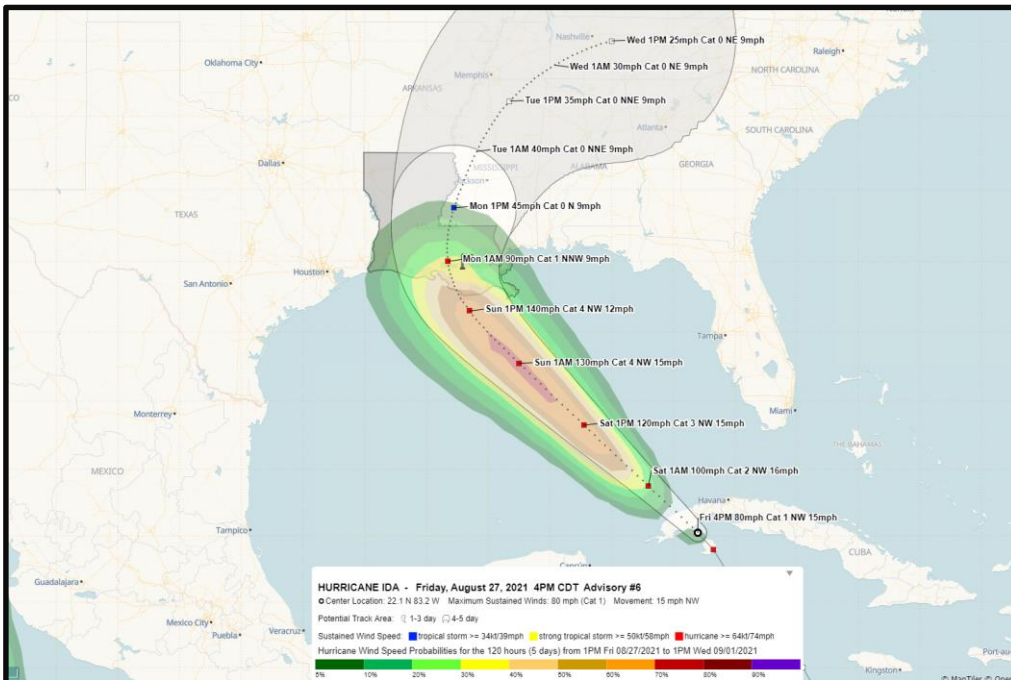 Nashville
Wed 1PM 25mph Cat 0 NE 9mph
Raleigh
Oklahoma City
Wed 1AM 30mph Cat 0 NE 9mph
NORTH CAROLINA
Memphis
ARKANSAS
Tue 1PM 35mph Cat 0 NNE 9mph
Atlanta
SOUTH CAROLINA
Tue 1AM 40mph Cat 0 NNE 9mph
Dallas
MISSISSIPPI
ALABAMA
GEORGIA
Jackson
Mon 1PM 45mph Cat 0 N 9mph
TEXAS
Mon 1AM 90mph Cat 1 NNW 9mph
Houston
San Antonio
Sun 1PM 140mph Cat 4 NW 12mph
Tampa
Sun 1AM 130mph Cat 4 NW 15mph
Monterrey
Miami
Sat 1PM 120mph Cat 3 NW 15mph
THE BAHAMAS
MEXICO
Sat 1AM 100mph Cat 2 NW 16mph
Havana
Fri 4PM 80mph Cat 1 NW 15mph
Tampico
CUBA
Cancún
Guadalajara
HURRICANE IDA - Friday, August 27, 2021 4PM CDT Advisory #6
Center Location: 22.1 N 83.2 W Maximum Sustained Winds: 80 mph (Cat 1) Movement: 15 mph NW
Potential Track Area: 1-3 day 4-5 day
Mexico City
Puebla
Veracruz
Sustained Wind Speed: tropical storm >= 34kt/39mph strong tropical storm >= 50kt/58mph hurricane >= 64kt/74mph
Hurricane Wind Speed Probabilities for the 120 hours (5 days) from 1PM Fri 08/27/2021 to 1PM Wed 09/01/2021
5% 10% 20% 30% 40% 50% 60% 70% 80% 90%
Kingston
Port-au
© MapTiler © Open